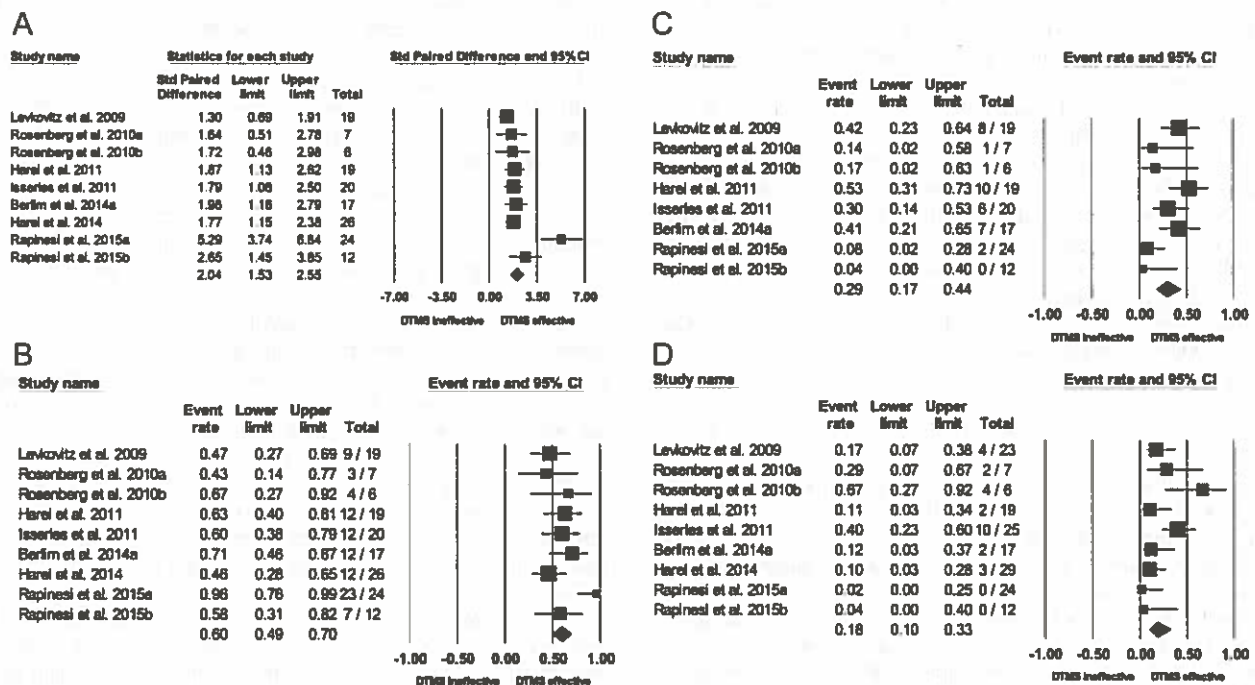 A
Study name Statistics for each study Std Paired Difference and 95% CI
Std Paired Lower Upper
Difference limit limit Total
Levkovitz et al. 2009 1.30 0.69 1.91 19
Rosenberg et al. 2010a 1.64 0.51 2.78 7
Rosenberg et al. 2010b 1.72 0.46 2.98 6
Harel et al. 2011 1.87 1.13 2.62 19
Isserles et al. 2011 1.79 1.08 2.50 20
Berlim et al. 2014a 1.98 1.16 2.79 17
Harel et al. 2014 1.77 1.15 2.38 26
Rapinesi et al. 2015a 5.29 3.74 6.84 24
Rapinesi et al. 2015b 2.65 1.45 3.85 12
2.04 1.53 2.55
-7.00 -3.50 0.00 3.50 7.00
DTMS ineffective DTMS effective
B
Study name Event rate and 95% CI
Event Lower Upper
rate limit limit Total
Levkovitz et al. 2009 0.47 0.27 0.69 9 / 19
Rosenberg et al. 2010a 0.43 0.14 0.77 3 / 7
Rosenberg et al. 2010b 0.67 0.27 0.92 4 / 6
Harel et al. 2011 0.63 0.40 0.81 12 / 19
Isserles et al. 2011 0.60 0.38 0.79 12 / 20
Berlim et al. 2014a 0.71 0.46 0.87 12 / 17
Harel et al. 2014 0.46 0.28 0.65 12 / 26
Rapinesi et al. 2015a 0.96 0.76 0.99 23 / 24
Rapinesi et al. 2015b 0.58 0.31 0.82 7 / 12
0.60 0.49 0.70
-1.00 -0.50 0.00 0.50 1.00
DTMS ineffective DTMS effective
C
Study name Event rate and 95% CI
Event Lower Upper
rate limit limit Total
Levkovitz et al. 2009 0.42 0.23 0.64 8 / 19
Rosenberg et al. 2010a 0.14 0.02 0.58 1 / 7
Rosenberg et al. 2010b 0.17 0.02 0.63 1 / 6
Harel et al. 2011 0.53 0.31 0.73 10 / 19
Isserles et al. 2011 0.30 0.14 0.53 6 / 20
Berlim et al. 2014a 0.41 0.21 0.65 7 / 17
Rapinesi et al. 2015a 0.08 0.02 0.28 2 / 24
Rapinesi et al. 2015b 0.04 0.00 0.40 0 / 12
0.29 0.17 0.44
-1.00 -0.50 0.00 0.50 1.00
DTMS ineffective DTMS effective
D
Study name Event rate and 95% CI
Event Lower Upper
rate limit limit Total
Levkovitz et al. 2009 0.17 0.07 0.38 4 / 23
Rosenberg et al. 2010a 0.29 0.07 0.67 2 / 7
Rosenberg et al. 2010b 0.67 0.27 0.92 4 / 6
Harel et al. 2011 0.11 0.03 0.34 2 / 19
Isserles et al. 2011 0.40 0.23 0.60 10 / 25
Berlim et al. 2014a 0.12 0.03 0.37 2 / 17
Harel et al. 2014 0.10 0.03 0.28 3 / 29
Rapinesi et al. 2015a 0.02 0.00 0.25 0 / 24
Rapinesi et al. 2015b 0.04 0.00 0.40 0 / 12
0.18 0.10 0.33
-1.00 -0.50 0.00 0.50 1.00
DTMS ineffective DTMS effective